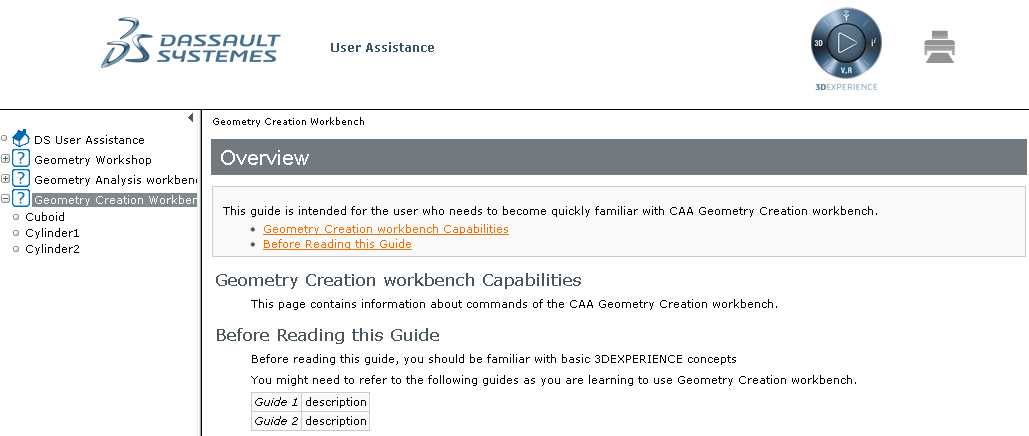 DASSAULT
SYSTEMES
User Assistance
3D
V.R
3DEXPERIENCE
Geometry Creation Workbench
DS User Assistance
Geometry Workshop
Geometry Analysis workben
Geometry Creation Workben
Cuboid
Cylinder1
Cylinder2
Overview
This guide is intended for the user who needs to become quickly familiar with CAA Geometry Creation workbench.
Geometry Creation workbench Capabilities
Before Reading this Guide
Geometry Creation workbench Capabilities
This page contains information about commands of the CAA Geometry Creation workbench.
Before Reading this Guide
Before reading this guide, you should be familiar with basic 3DEXPERIENCE concepts
You might need to refer to the following guides as you are learning to use Geometry Creation workbench.
Guide 1 description
Guide 2 description